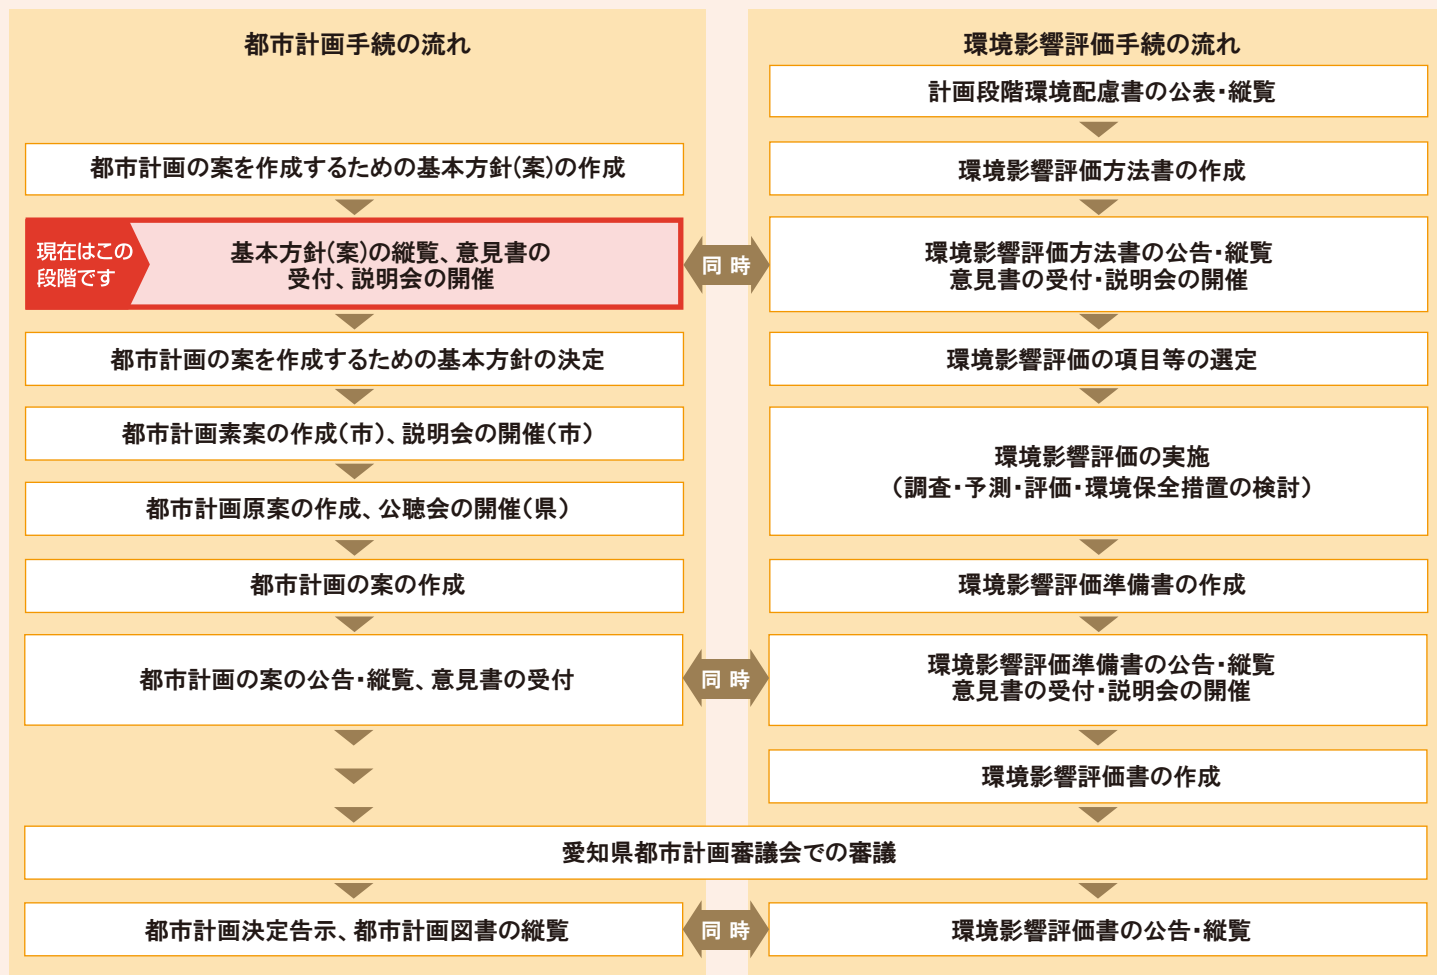 都市計画手続の流れ
都市計画の案を作成するための基本方針(案)の作成
現在はこの
段階です
基本方針(案)の縦覧、意見書の
受付、説明会の開催
都市計画の案を作成するための基本方針の決定
都市計画素案の作成(市)、説明会の開催(市)
都市計画原案の作成、公聴会の開催(県)
都市計画の案の作成
都市計画の案の公告・縦覧、意見書の受付
環境影響評価手続の流れ
計画段階環境配慮書の公表・縦覧
環境影響評価方法書の作成
同時
環境影響評価方法書の公告・縦覧
意見書の受付・説明会の開催
環境影響評価の項目等の選定
環境影響評価の実施
(調査・予測・評価・環境保全措置の検討)
環境影響評価準備書の作成
同時
環境影響評価準備書の公告・縦覧
意見書の受付・説明会の開催
環境影響評価書の作成
愛知県都市計画審議会での審議
都市計画決定告示、都市計画図書の縦覧
同時
環境影響評価書の公告・縦覧